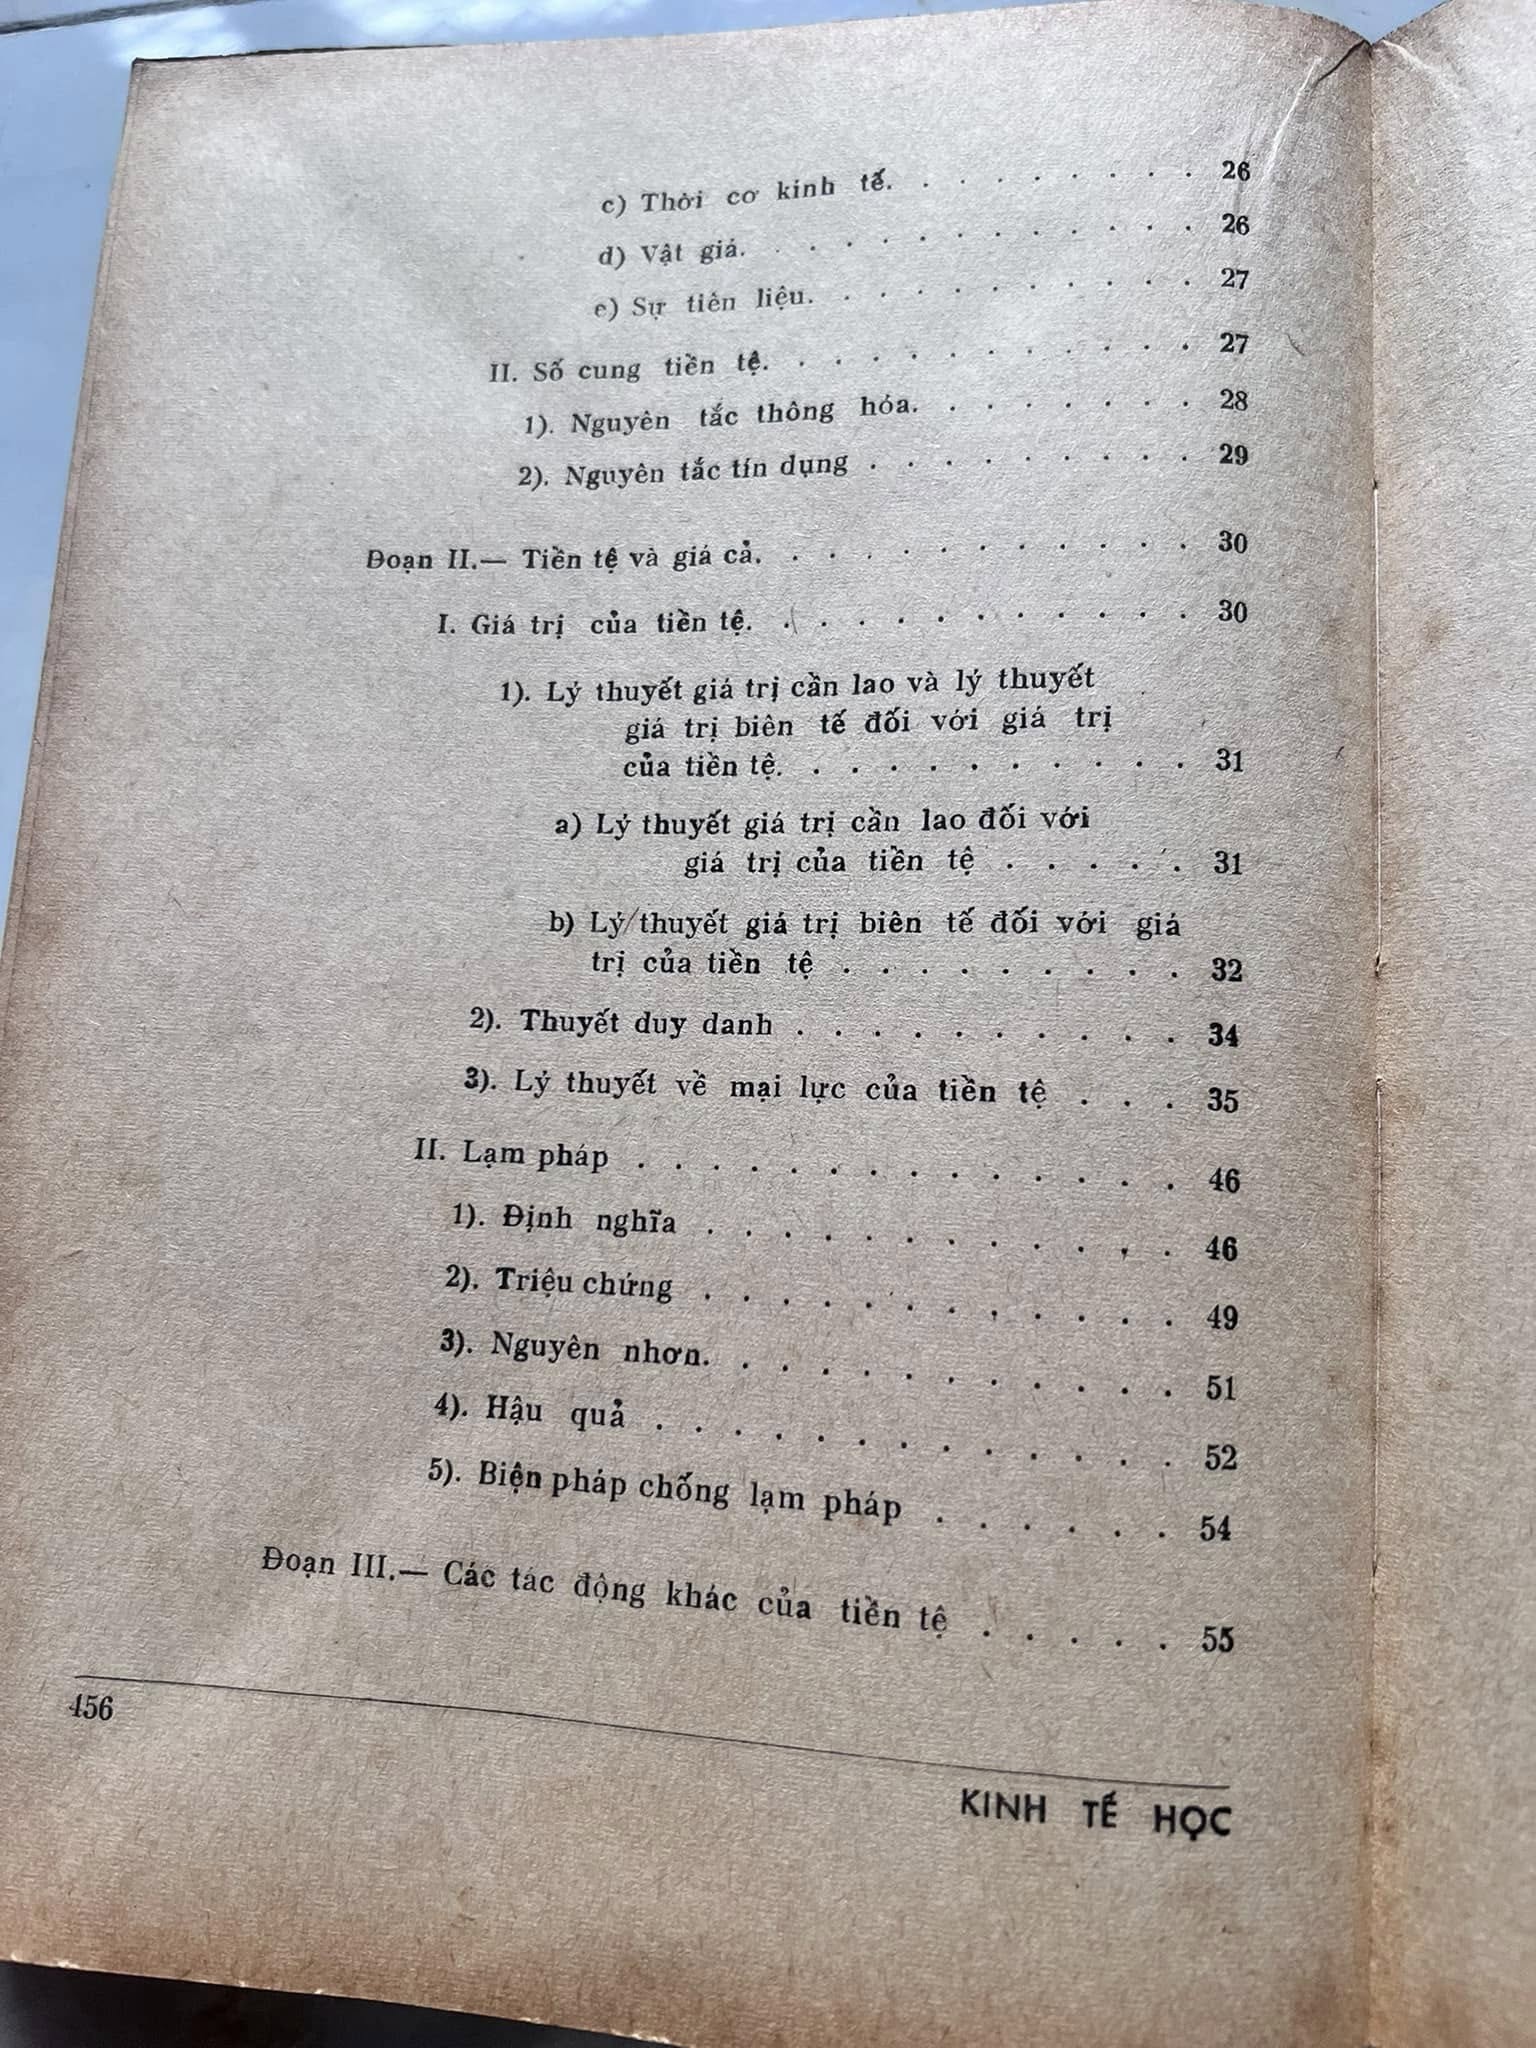 c) Thời cơ kinh tế. . . . . . . . . 26
d) Vật giá. . . . . . . . . . . . . 26
e) Sự tiên liệu. . . . . . . . . . . 27
II. Số cung tiền tệ. . . . . . . . . . . . 27
1). Nguyên tắc thông hóa. . . . . . . . 28
2). Nguyên tắc tín dụng . . . . . . . . . 29
Đoạn II.— Tiền tệ và giá cả. . . . . . . . . . . . 30
I. Giá trị của tiền tệ. . . . . . . . . . . . 30
1). Lý thuyết giá trị cần lao và lý thuyết
giá trị biên tế đối với giá trị
của tiền tệ. . . . . . . . . . . 31
a) Lý thuyết giá trị cần lao đối với
giá trị của tiền tệ . . . . . 31
b) Lý thuyết giá trị biên tế đối với giá
trị của tiền tệ . . . . . . . . . 32
2). Thuyết duy danh . . . . . . . . . . 34
3). Lý thuyết về mại lực của tiền tệ . . . 35
II. Lạm pháp . . . . . . . . . . . . . . 46
1). Định nghĩa . . . . . . . . . . . . 46
2). Triệu chứng . . . . . . . . . . . . 49
3). Nguyên nhơn. . . . . . . . . . . . 51
4). Hậu quả . . . . . . . . . . . . . 52
5). Biện pháp chống lạm pháp . . . . . . 54
Đoạn III.— Các tác động khác của tiền tệ . . . . . 55
456
KINH TẾ HỌC